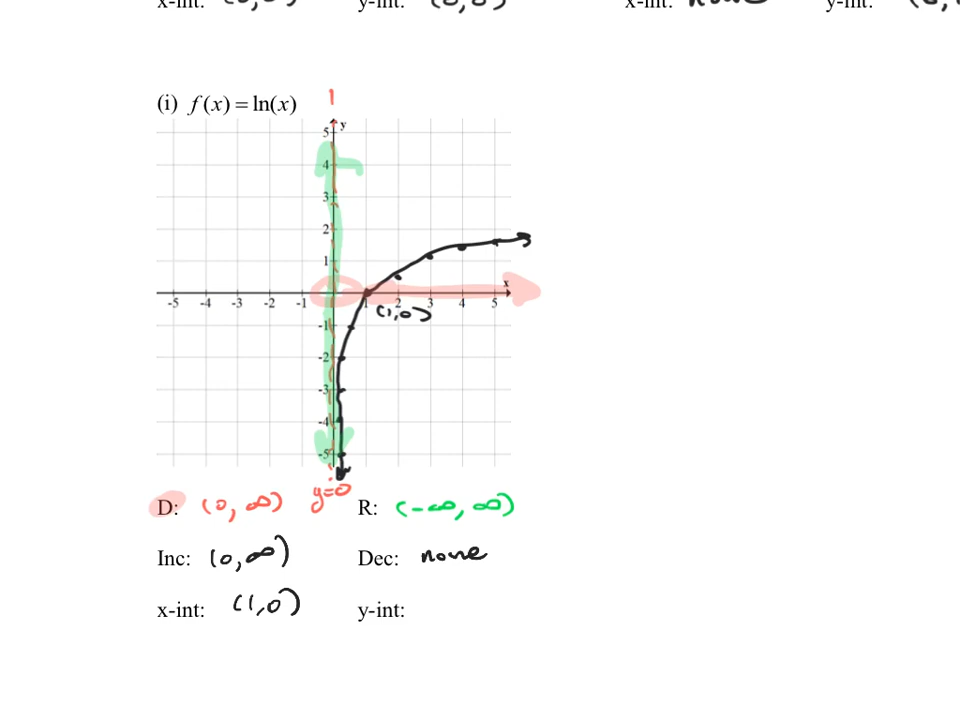 x-int: y-int: x-int: none y-int:
(i) f(x) = ln(x)
y
5
4
3
2
1
-5 -4 -3 -2 -1 1 2 3 4 5 x
(1,0)
-1
-2
-3
-4
-5
y=0
D: (0, ∞) R: (-∞, ∞)
Inc: (0,∞) Dec: none
x-int: (1,0) y-int: